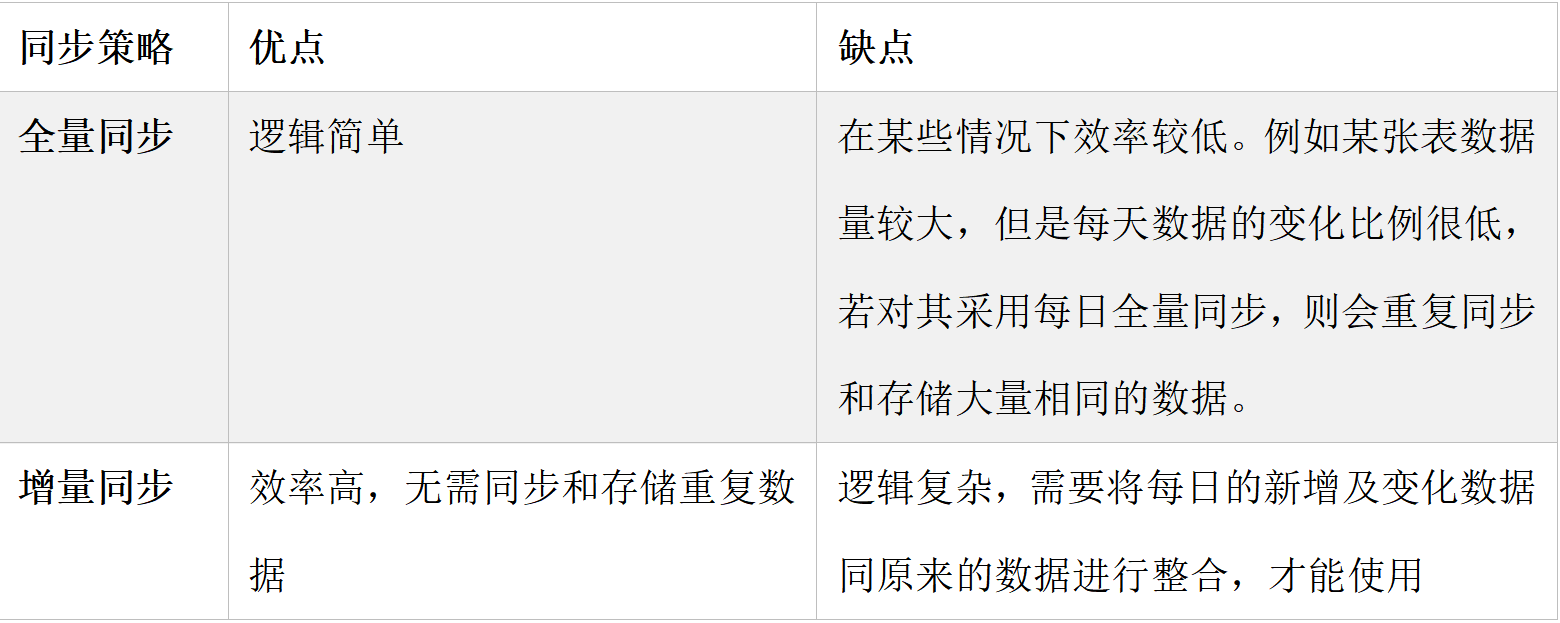 同步策略 优点 缺点
全量同步 逻辑简单 在某些情况下效率较低。例如某张表数据
量较大，但是每天数据的变化比例很低，
若对其采用每日全量同步，则会重复同步
和存储大量相同的数据。
增量同步 效率高，无需同步和存储重复数 逻辑复杂，需要将每日的新增及变化数据
据 同原来的数据进行整合，才能使用